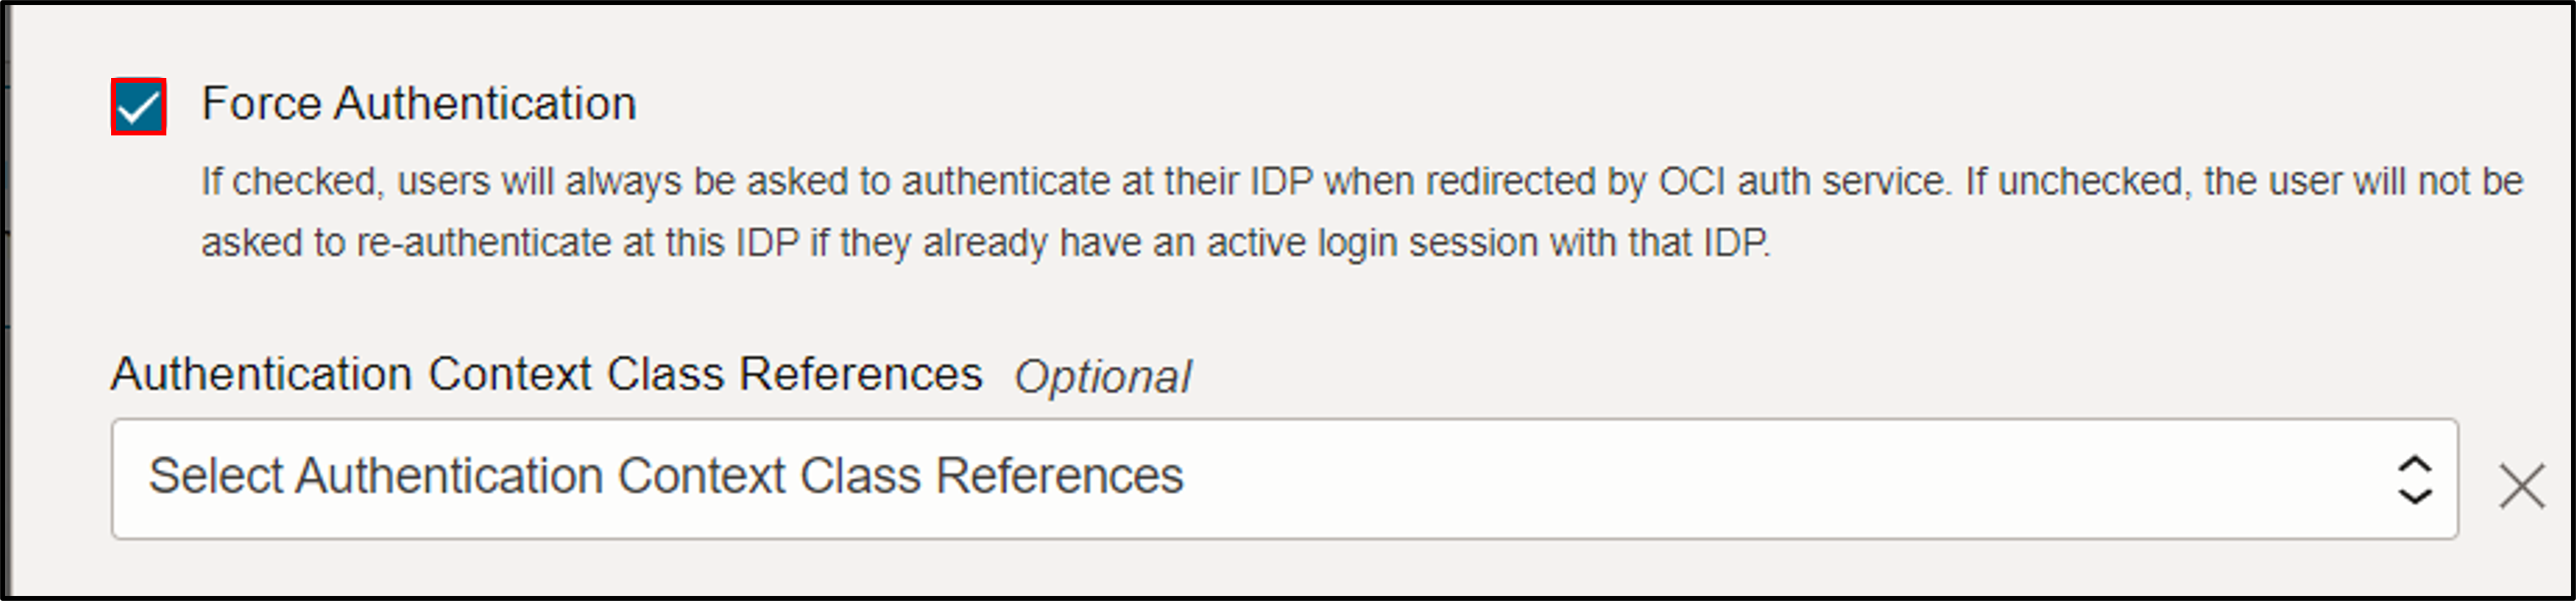 Force Authentication
If checked, users will always be asked to authenticate at their IDP when redirected by OCI auth service. If unchecked, the user will not be
asked to re-authenticate at this IDP if they already have an active login session with that IDP.
Authentication Context Class References Optional
Select Authentication Context Class References